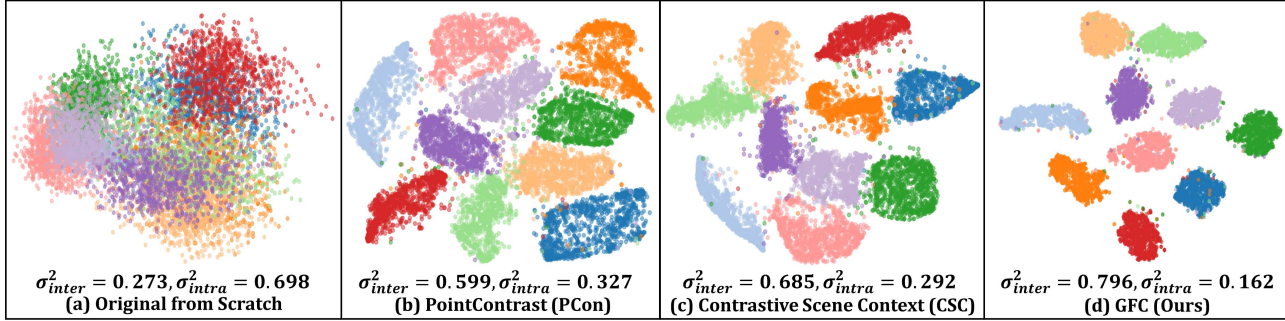 σ²inter = 0.273, σ²intra = 0.698
(a) Original from Scratch
σ²inter = 0.599, σ²intra = 0.327
(b) PointContrast (PCon)
σ²inter = 0.685, σ²intra = 0.292
(c) Contrastive Scene Context (CSC)
σ²inter = 0.796, σ²intra = 0.162
(d) GFC (Ours)